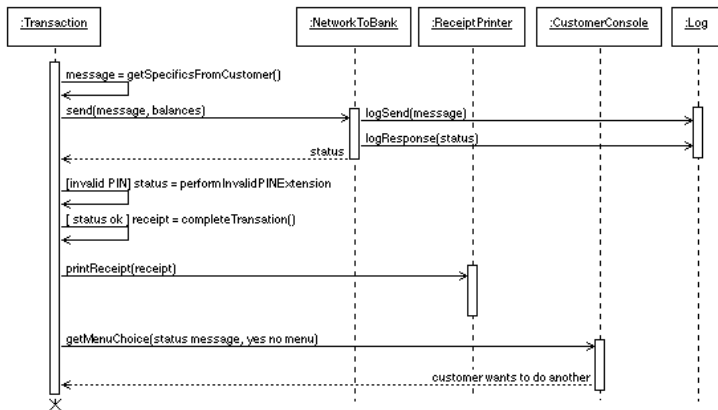 :Transaction
:NetworkToBank
:ReceiptPrinter
:CustomerConsole
:Log
message = getSpecificsFromCustomer()
send(message, balances)
logSend(message)
logResponse(status)
status
[invalid PIN] status = performInvalidPINExtension
[ status ok ] receipt = completeTransation()
printReceipt(receipt)
getMenuChoice(status message, yes no menu)
customer wants to do another